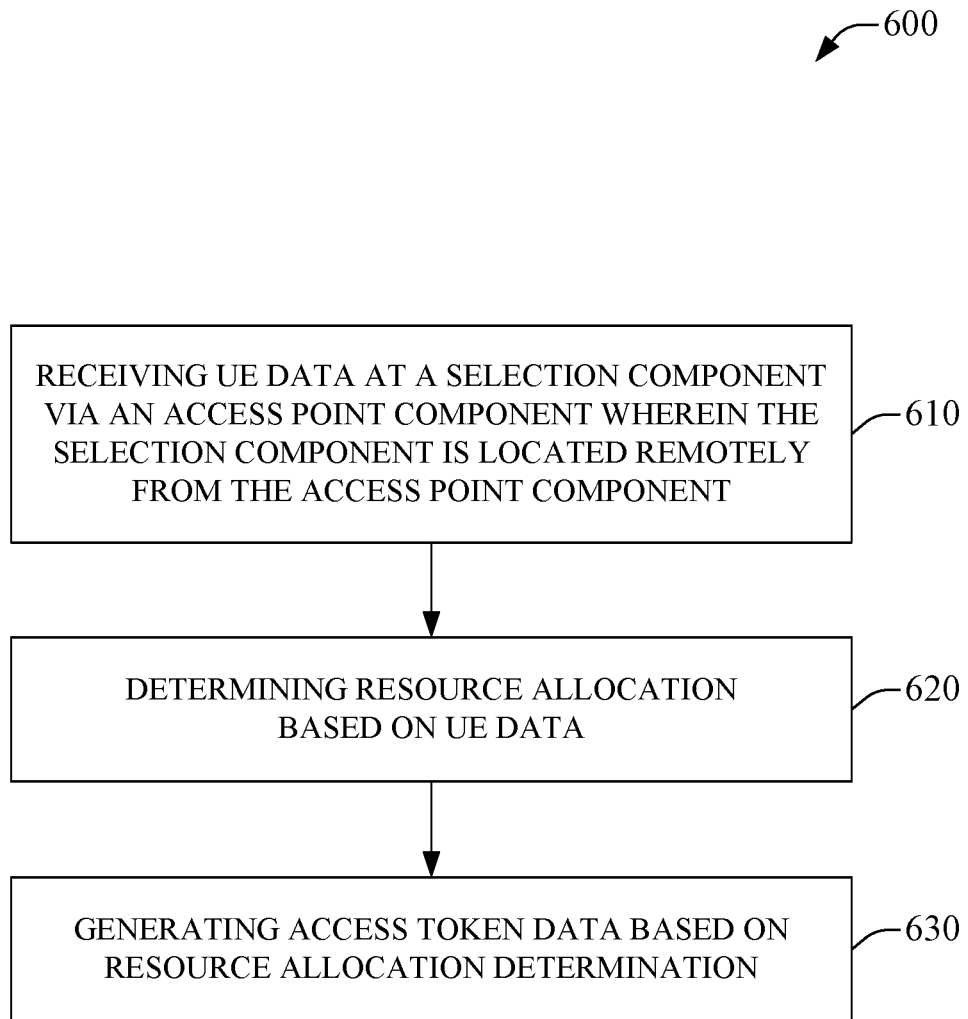 600
RECEIVING UE DATA AT A SELECTION COMPONENT
VIA AN ACCESS POINT COMPONENT WHEREIN THE
SELECTION COMPONENT IS LOCATED REMOTELY
FROM THE ACCESS POINT COMPONENT
610
DETERMINING RESOURCE ALLOCATION
BASED ON UE DATA
620
GENERATING ACCESS TOKEN DATA BASED ON
RESOURCE ALLOCATION DETERMINATION
630